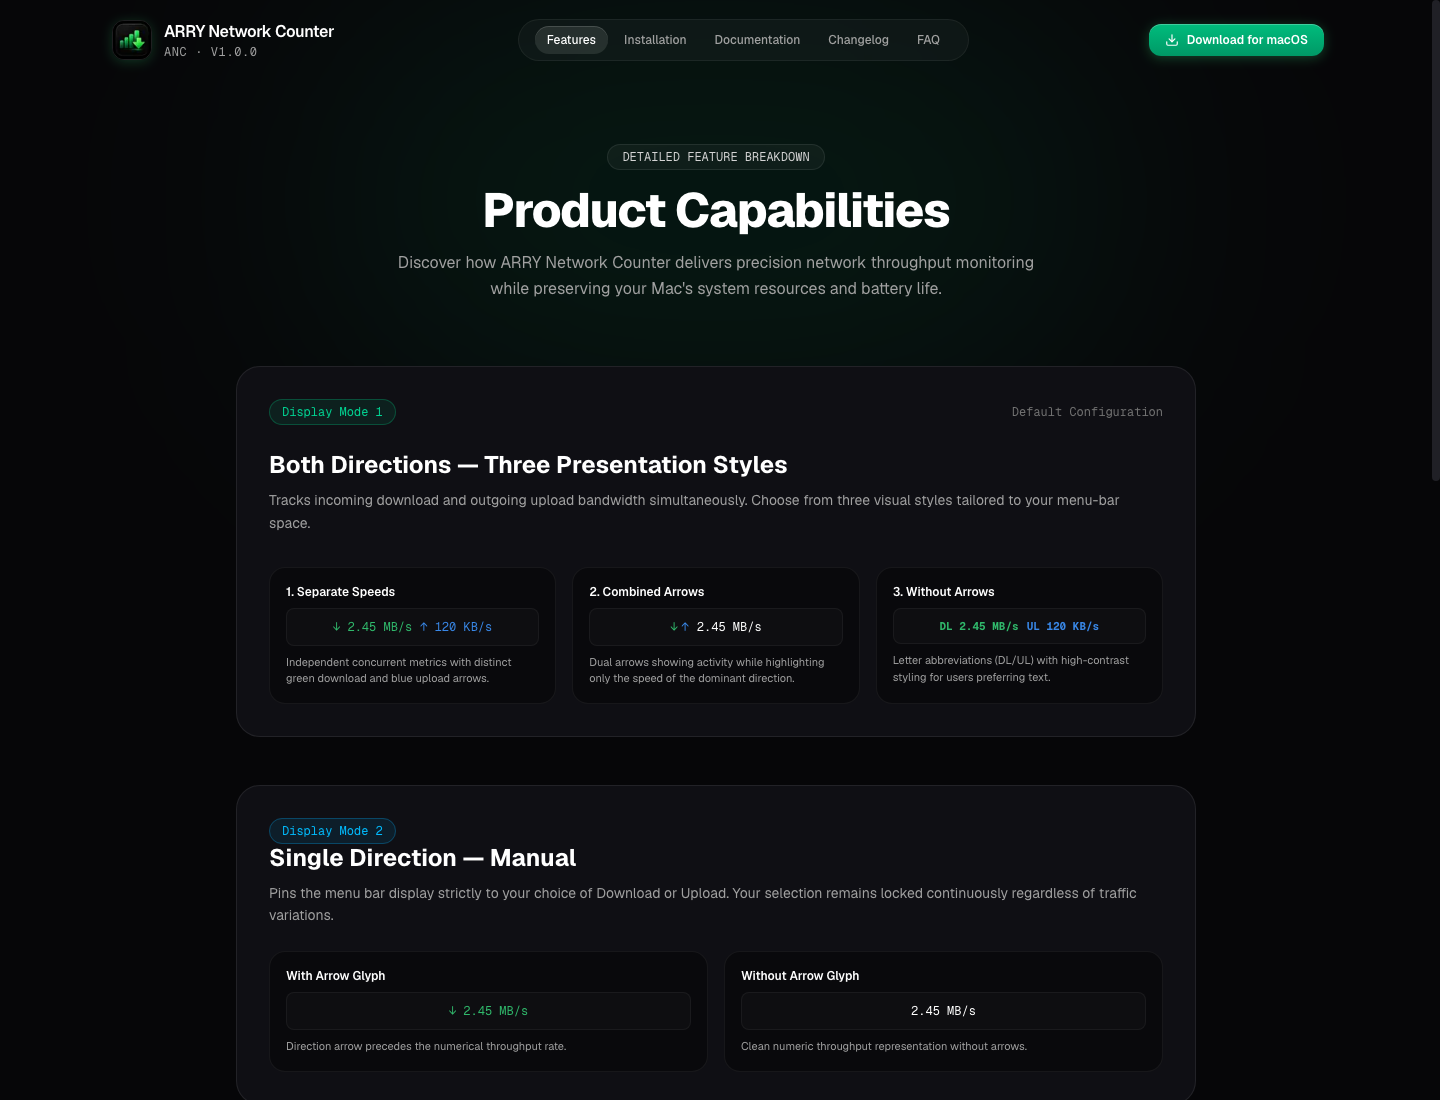 ARRY Network Counter
ANC · V1.0.0
Features
Installation
Documentation
Changelog
FAQ
Download for macOS
DETAILED FEATURE BREAKDOWN
Product Capabilities
Discover how ARRY Network Counter delivers precision network throughput monitoring
while preserving your Mac's system resources and battery life.
Display Mode 1
Default Configuration
Both Directions — Three Presentation Styles
Tracks incoming download and outgoing upload bandwidth simultaneously. Choose from three visual styles tailored to your menu-bar
space.
1. Separate Speeds
↓ 2.45 MB/s ↑ 120 KB/s
Independent concurrent metrics with distinct
green download and blue upload arrows.
2. Combined Arrows
↓↑ 2.45 MB/s
Dual arrows showing activity while highlighting
only the speed of the dominant direction.
3. Without Arrows
DL 2.45 MB/s UL 120 KB/s
Letter abbreviations (DL/UL) with high-contrast
styling for users preferring text.
Display Mode 2
Single Direction — Manual
Pins the menu bar display strictly to your choice of Download or Upload. Your selection remains locked continuously regardless of traffic
variations.
With Arrow Glyph
↓ 2.45 MB/s
Direction arrow precedes the numerical throughput rate.
Without Arrow Glyph
2.45 MB/s
Clean numeric throughput representation without arrows.